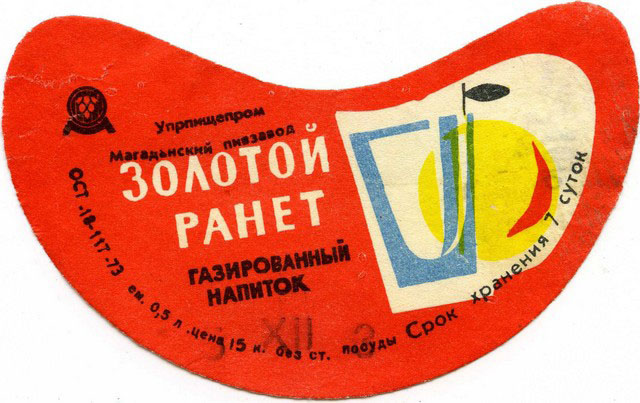 Упрпищепром
Магаданский пивзавод
ЗОЛОТОЙ
РАНЕТ
ГАЗИРОВАННЫЙ
НАПИТОК
ОСТ -18-117-73 ем. 0,5 л .цена 15 к. без ст. посуды Срок хранения 7 суток
XII